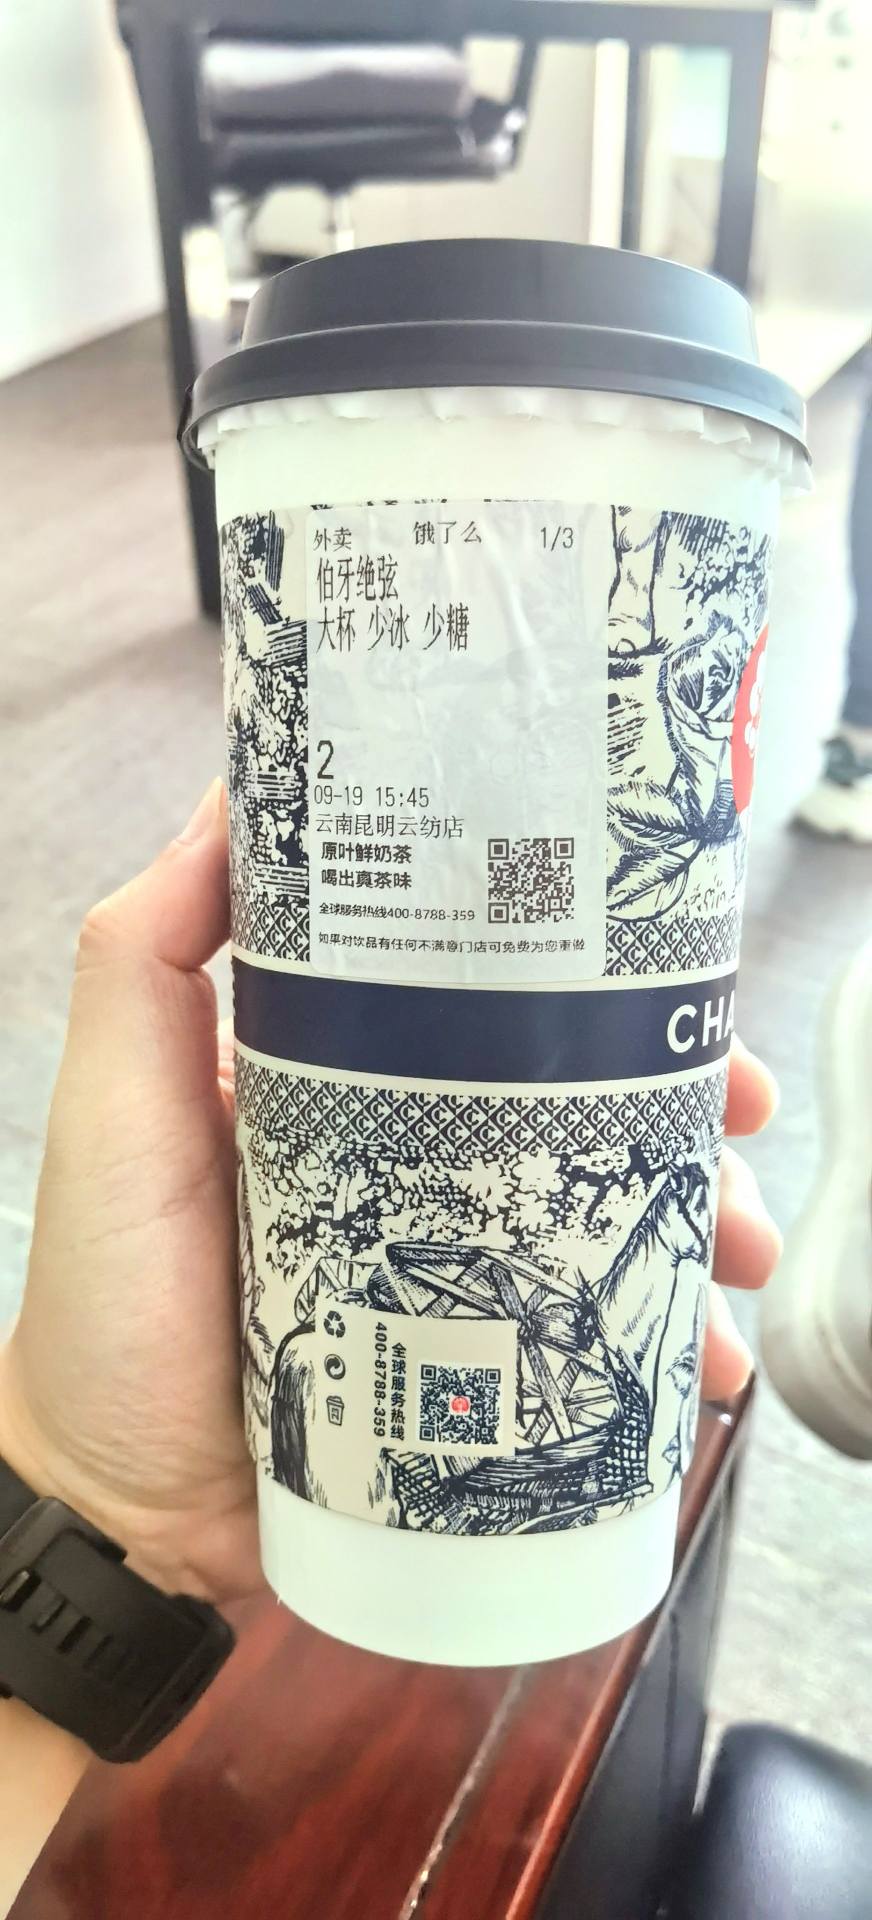 外卖 饿了么 1/3
伯牙绝弦
大杯 少冰 少糖
2
09-19 15:45
云南昆明云纺店
原叶鲜奶茶
喝出真茶味
全球服务热线400-8788-359
如果对饮品有任何不满意门店可免费为您重做
CHA
全球服务热线
400-8788-359